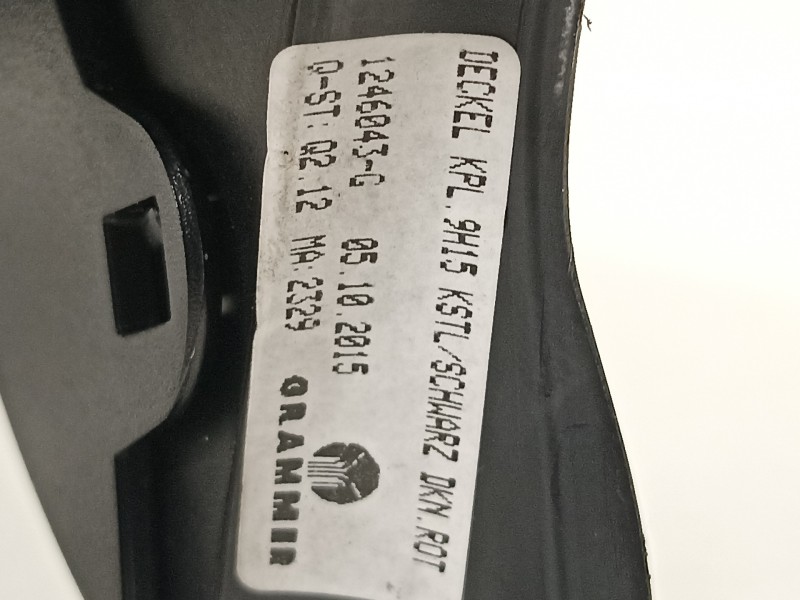 DECKEL KPL. 9H15 KSTL/SCHWARZ DKN.ROT
1246043-G 05.10.2015
Q-ST: Q2.12 MA: 2329
GRAMMER